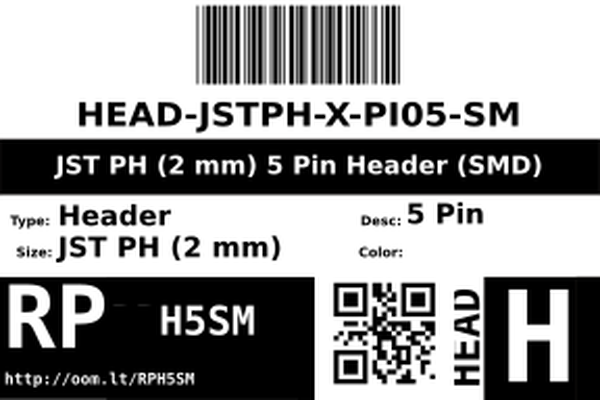 HEAD-JSTPH-X-PI05-SM
JST PH (2 mm) 5 Pin Header (SMD)
Type: Header
Desc: 5 Pin
Size: JST PH (2 mm)
Color:
RP H5SM
http://oom.lt/RPH5SM
HEAD
H